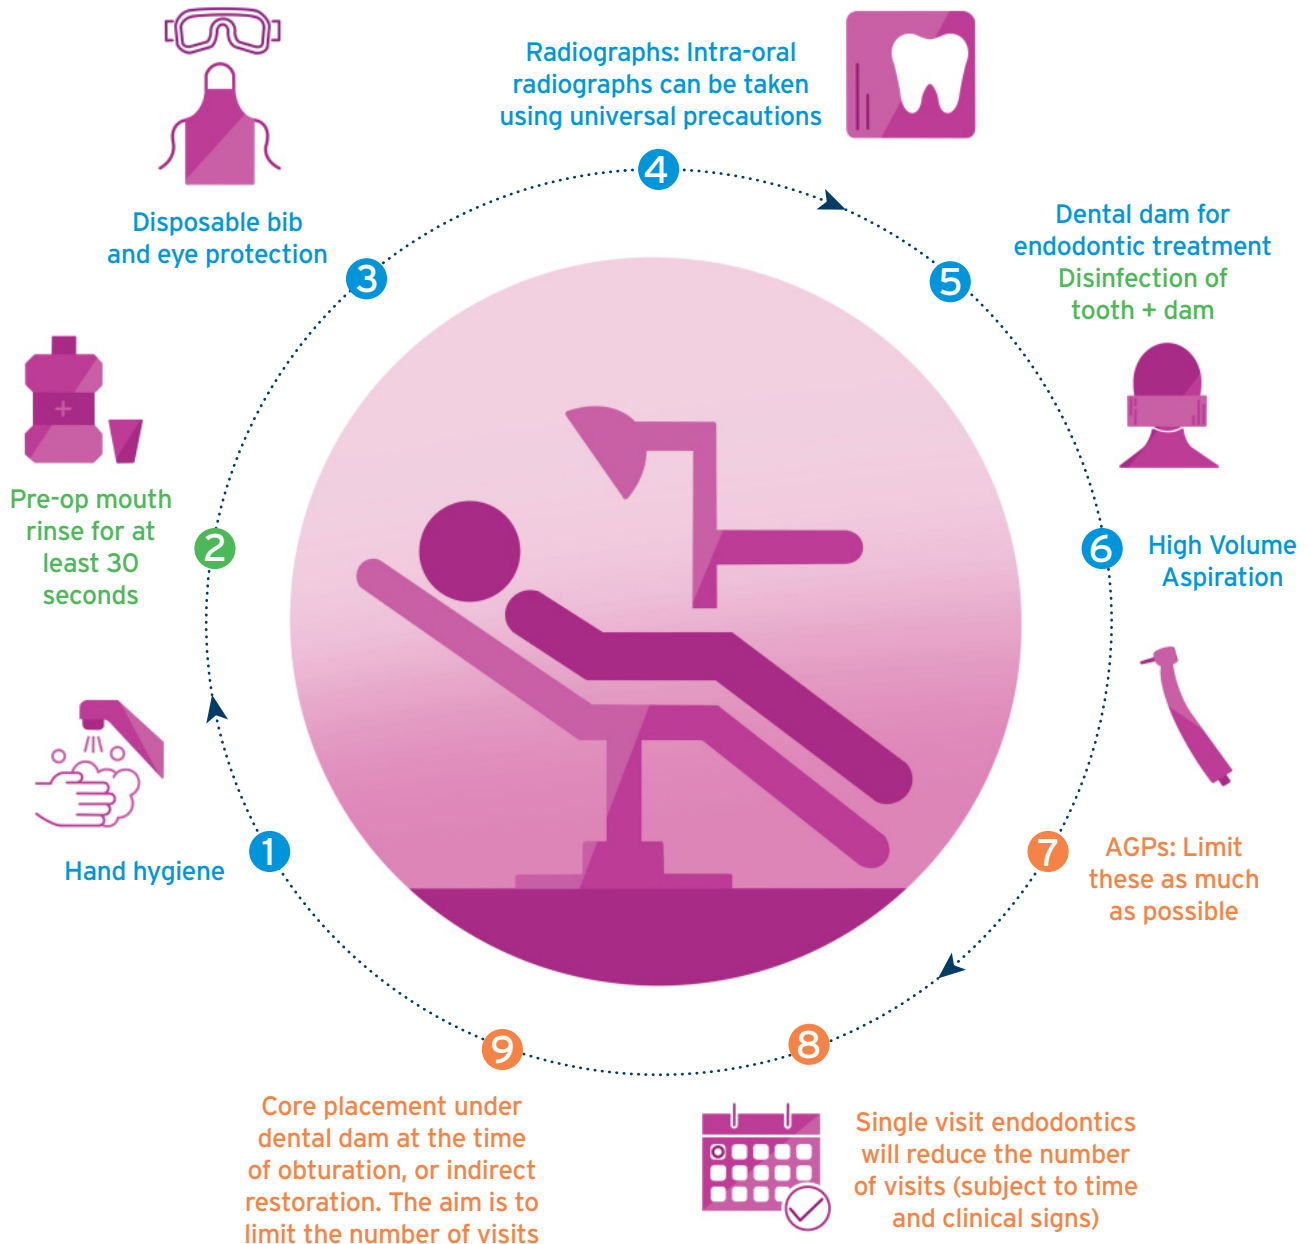 1
Hand hygiene
2
Pre-op mouth
rinse for at
least 30
seconds
3
Disposable bib
and eye protection
4
Radiographs: Intra-oral
radiographs can be taken
using universal precautions
5
Dental dam for
endodontic treatment
Disinfection of
tooth + dam
6
High Volume
Aspiration
7
AGPs: Limit
these as much
as possible
8
Single visit endodontics
will reduce the number
of visits (subject to time
and clinical signs)
9
Core placement under
dental dam at the time
of obturation, or indirect
restoration. The aim is to
limit the number of visits